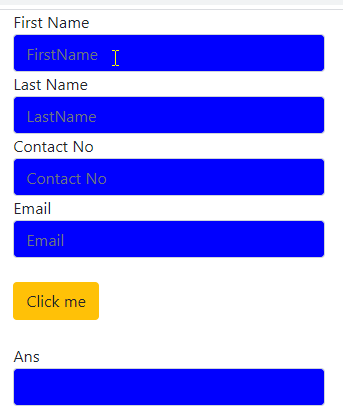 First Name
FirstName
Last Name
LastName
Contact No
Contact No
Email
Email
Click me
Ans